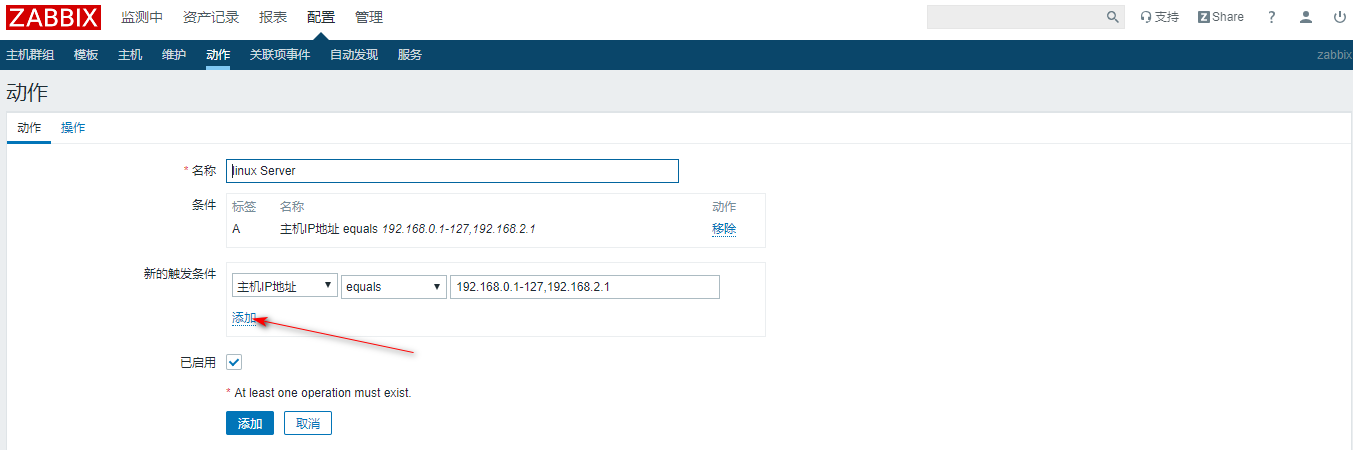 ZABBIX 监测中 资产记录 报表 配置 管理 支持 Z Share ?
主机群组 模板 主机 维护 动作 关联项事件 自动发现 服务 zabbix
动作
动作 操作
* 名称 linux Server
条件 标签 名称 动作
A 主机IP地址 equals 192.168.0.1-127,192.168.2.1 移除
新的触发条件 主机IP地址 equals 192.168.0.1-127,192.168.2.1
添加
已启用
* At least one operation must exist.
添加 取消